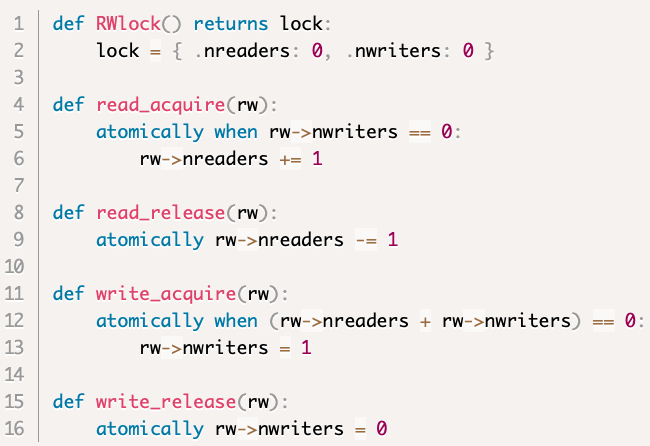 1 def RWlock() returns lock:
2 lock = { .nreaders: 0, .nwriters: 0 }
3
4 def read_acquire(rw):
5 atomically when rw->nwriters == 0:
6 rw->nreaders += 1
7
8 def read_release(rw):
9 atomically rw->nreaders -= 1
10
11 def write_acquire(rw):
12 atomically when (rw->nreaders + rw->nwriters) == 0:
13 rw->nwriters = 1
14
15 def write_release(rw):
16 atomically rw->nwriters = 0